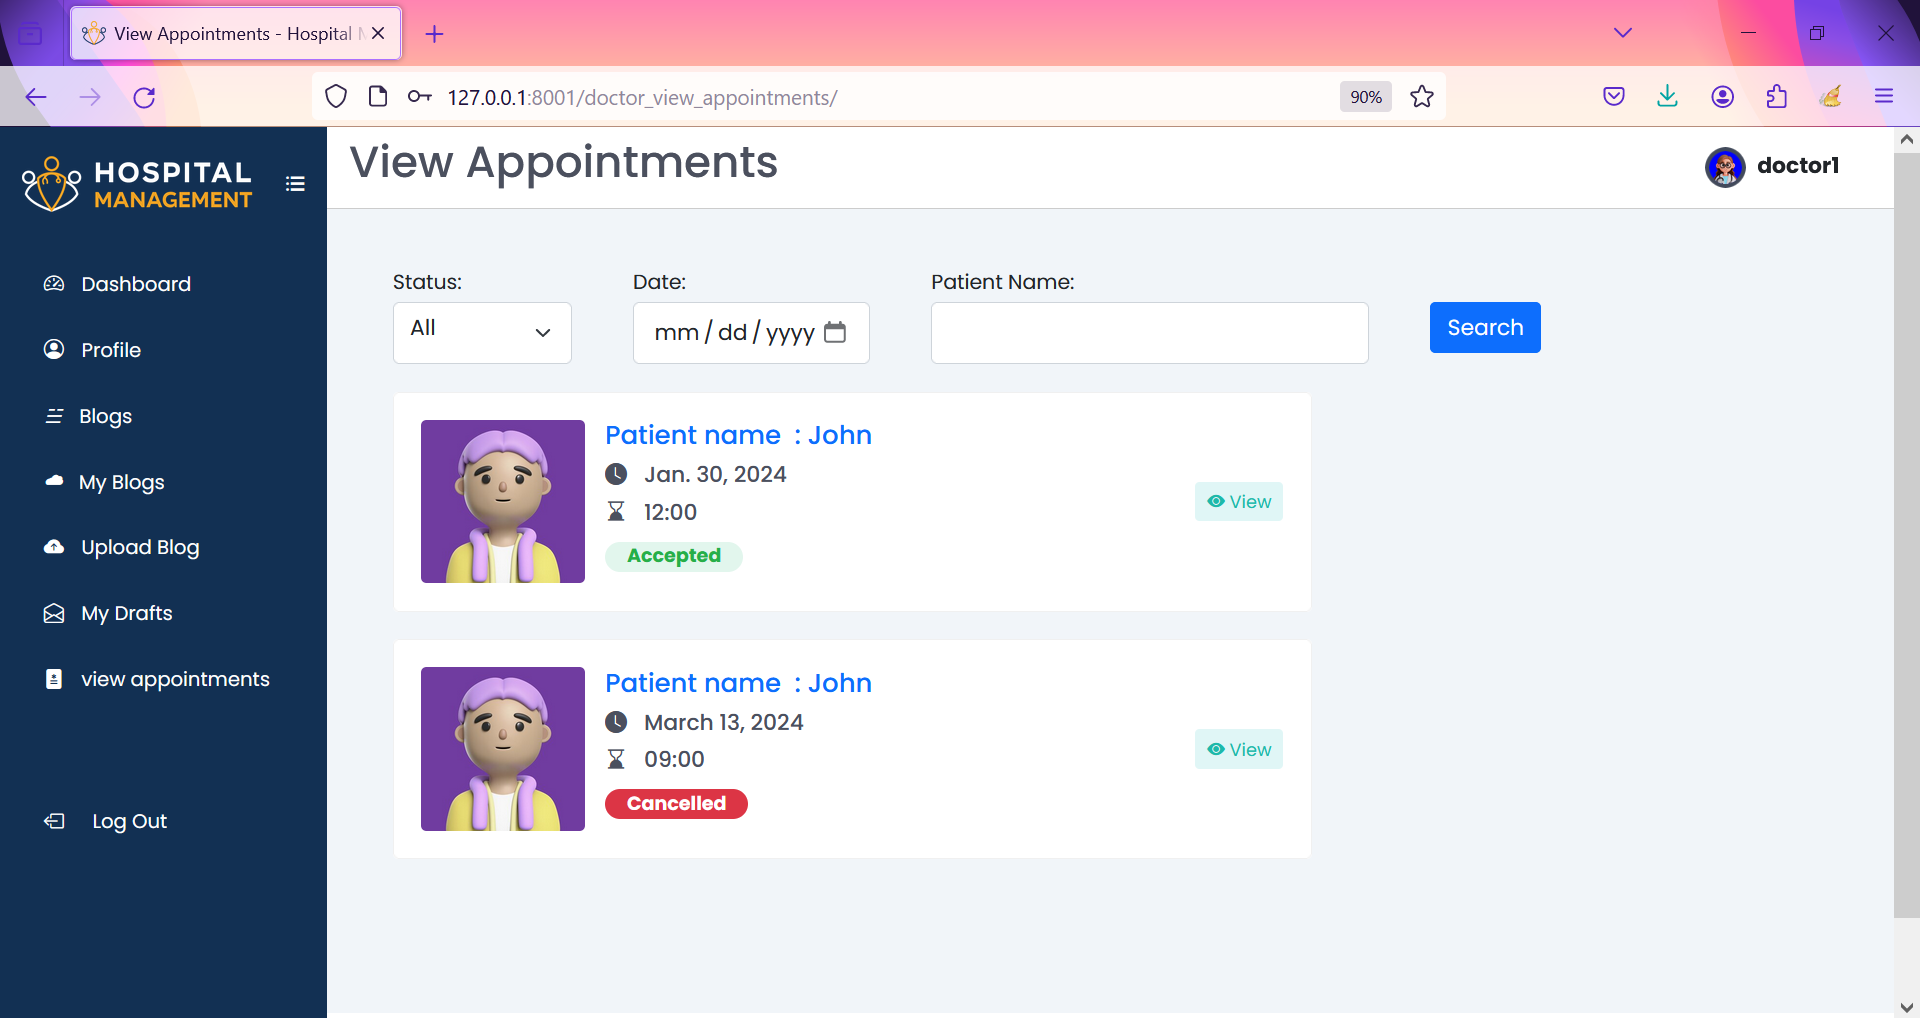 View Appointments - Hospital
127.0.0.1:8001/doctor_view_appointments/
90%
HOSPITAL
MANAGEMENT
View Appointments
doctor1
Dashboard
Profile
Blogs
My Blogs
Upload Blog
My Drafts
view appointments
Log Out
Status:
Date:
Patient Name:
All
mm/dd/yyyy
Search
Patient name : John
Jan. 30, 2024
12:00
Accepted
View
Patient name : John
March 13, 2024
09:00
Cancelled
View